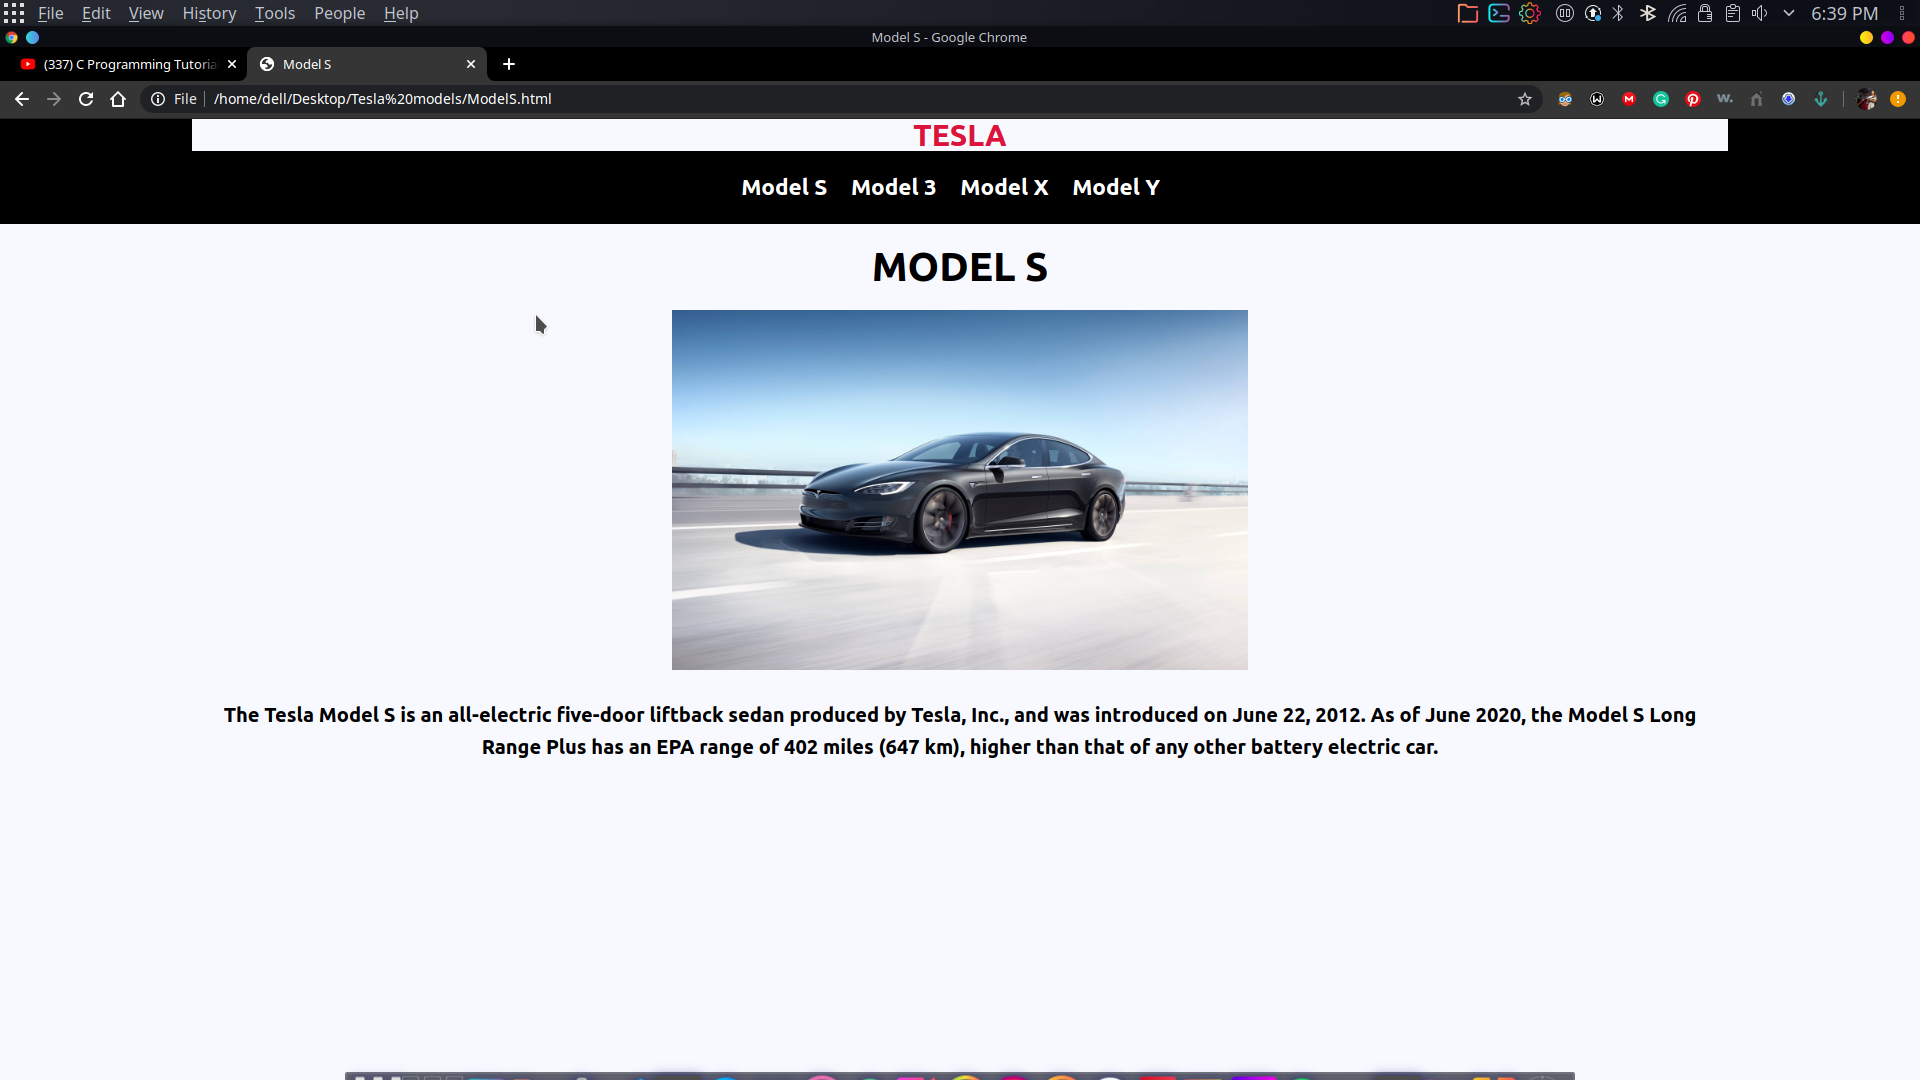 File Edit View History Tools People Help
6:39 PM
Model S - Google Chrome
(337) C Programming Tutoria
Model S
File
/home/dell/Desktop/Tesla%20models/ModelS.html
TESLA
Model S Model 3 Model X Model Y
MODEL S
The Tesla Model S is an all-electric five-door liftback sedan produced by Tesla, Inc., and was introduced on June 22, 2012. As of June 2020, the Model S Long
Range Plus has an EPA range of 402 miles (647 km), higher than that of any other battery electric car.